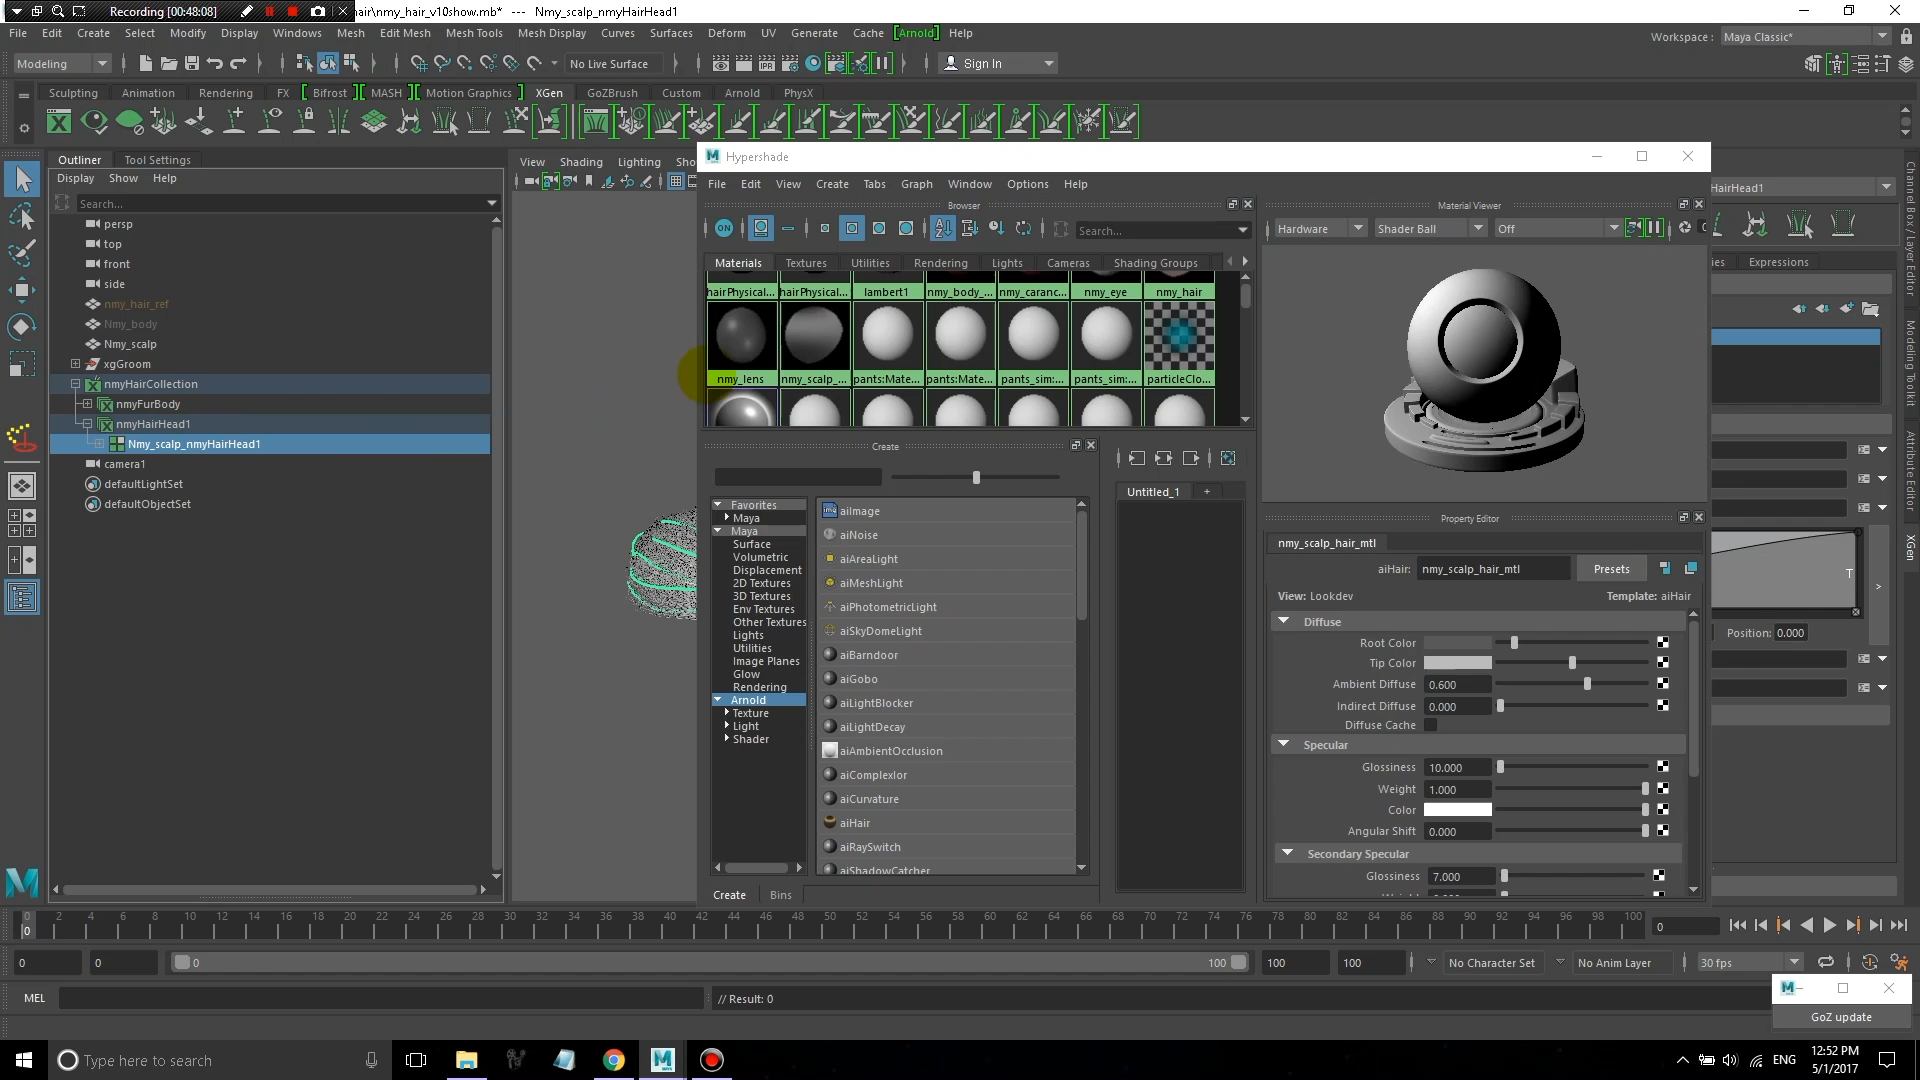 Recording [00:48:08]
air\nmy_hair_v10show.mb* --- Nmy_scalp_nmyHairHead1
File Edit Create Select Modify Display Windows Mesh Edit Mesh Mesh Tools Mesh Display Curves Surfaces Deform UV Generate Cache [Arnold] Help
Workspace : Maya Classic*
Modeling
No Live Surface
IPR
Sign In
Sculpting Animation Rendering FX [ Bifrost ] [ MASH ] [ Motion Graphics ] XGen GoZBrush Custom Arnold PhysX
Outliner Tool Settings
Display Show Help
Search...
persp
top
front
side
nmy_hair_ref
Nmy_body
Nmy_scalp
xgGroom
nmyHairCollection
nmyFurBody
nmyHairHead1
Nmy_scalp_nmyHairHead1
camera1
defaultLightSet
defaultObjectSet
View Shading Lighting Sho
Hypershade
File Edit View Create Tabs Graph Window Options Help
Browser
ON
Search...
Materials Textures Utilities Rendering Lights Cameras Shading Groups
hairPhysical... hairPhysical... lambert1 nmy_body_... nmy_caranc... nmy_eye nmy_hair
nmy_lens nmy_scalp_... pants:Mate... pants:Mate... pants_sim:... pants_sim:... particleClo...
Create
Favorites
Maya
Maya
Surface
Volumetric
Displacement
2D Textures
3D Textures
Env Textures
Other Textures
Lights
Utilities
Image Planes
Glow
Rendering
Arnold
Texture
Light
Shader
aiImage
aiNoise
aiAreaLight
aiMeshLight
aiPhotometricLight
aiSkyDomeLight
aiBarndoor
aiGobo
aiLightBlocker
aiLightDecay
aiAmbientOcclusion
aiComplexIor
aiCurvature
aiHair
aiRaySwitch
aiShadowCatcher
Create Bins
Untitled_1 +
Material Viewer
Hardware Shader Ball Off
Property Editor
nmy_scalp_hair_mtl
aiHair: nmy_scalp_hair_mtl Presets
View: Lookdev Template: aiHair
Diffuse
Root Color
Tip Color
Ambient Diffuse 0.600
Indirect Diffuse 0.000
Diffuse Cache
Specular
Glossiness 10.000
Weight 1.000
Color
Angular Shift 0.000
Secondary Specular
Glossiness 7.000
HairHead1
ies Expressions
T
>
Position: 0.000
Channel Box / Layer Editor
Modeling Toolkit
Attribute Editor
XGen
0 2 4 6 8 10 12 14 16 18 20 22 24 26 28 30 32 34 36 38 40 42 44 46 48 50 52 54 56 58 60 62 64 66 68 70 72 74 76 78 80 82 84 86 88 90 92 94 96 98 100
0
0
0 0 0 100 100 100 No Character Set No Anim Layer 30 fps
MEL // Result: 0
GoZ update
Type here to search
ENG
12:52 PM
5/1/2017